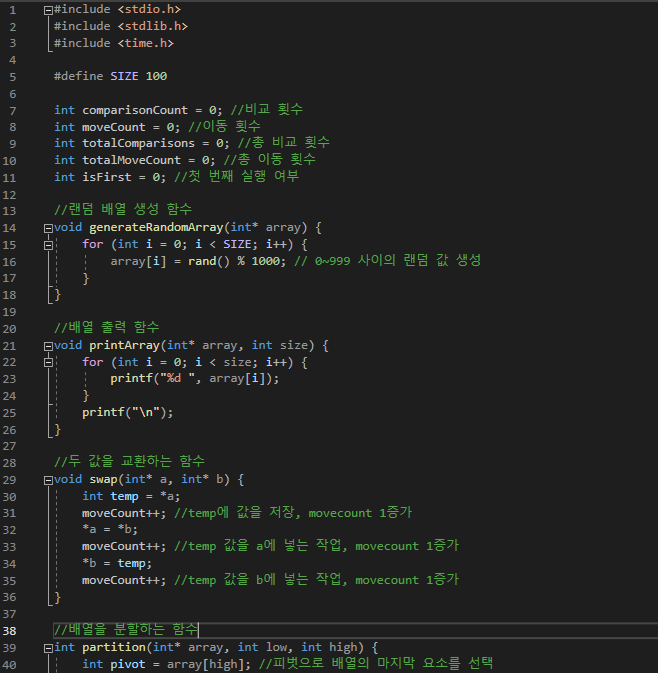 1 #include <stdio.h>
2 #include <stdlib.h>
3 #include <time.h>
4
5 #define SIZE 100
6
7 int comparisonCount = 0; //비교 횟수
8 int moveCount = 0; //이동 횟수
9 int totalComparisons = 0; //총 비교 횟수
10 int totalMoveCount = 0; //총 이동 횟수
11 int isFirst = 0; //첫 번째 실행 여부
12
13 //랜덤 배열 생성 함수
14 void generateRandomArray(int* array) {
15 for (int i = 0; i < SIZE; i++) {
16 array[i] = rand() % 1000; // 0~999 사이의 랜덤 값 생성
17 }
18 }
19
20 //배열 출력 함수
21 void printArray(int* array, int size) {
22 for (int i = 0; i < size; i++) {
23 printf("%d ", array[i]);
24 }
25 printf("\n");
26 }
27
28 //두 값을 교환하는 함수
29 void swap(int* a, int* b) {
30 int temp = *a;
31 moveCount++; //temp에 값을 저장, movecount 1증가
32 *a = *b;
33 moveCount++; //temp 값을 a에 넣는 작업, movecount 1증가
34 *b = temp;
35 moveCount++; //temp 값을 b에 넣는 작업, movecount 1증가
36 }
37
38 //배열을 분할하는 함수
39 int partition(int* array, int low, int high) {
40 int pivot = array[high]; //피벗으로 배열의 마지막 요소를 선택